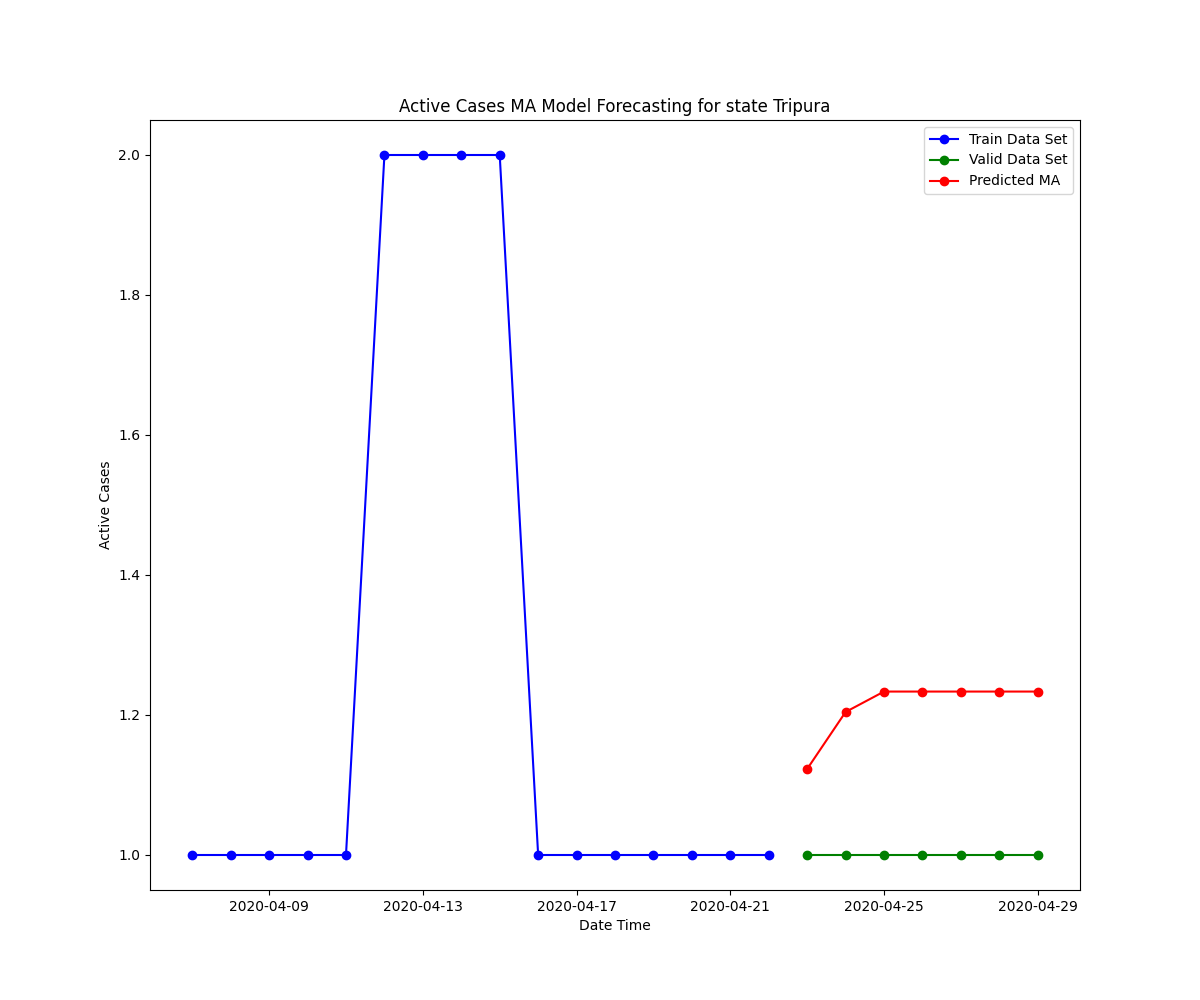 Active Cases MA Model Forecasting for state Tripura
Train Data Set
Valid Data Set
Predicted MA
2.0
1.8
1.6
1.4
1.2
1.0
Active Cases
2020-04-09 2020-04-13 2020-04-17 2020-04-21 2020-04-25 2020-04-29
Date Time